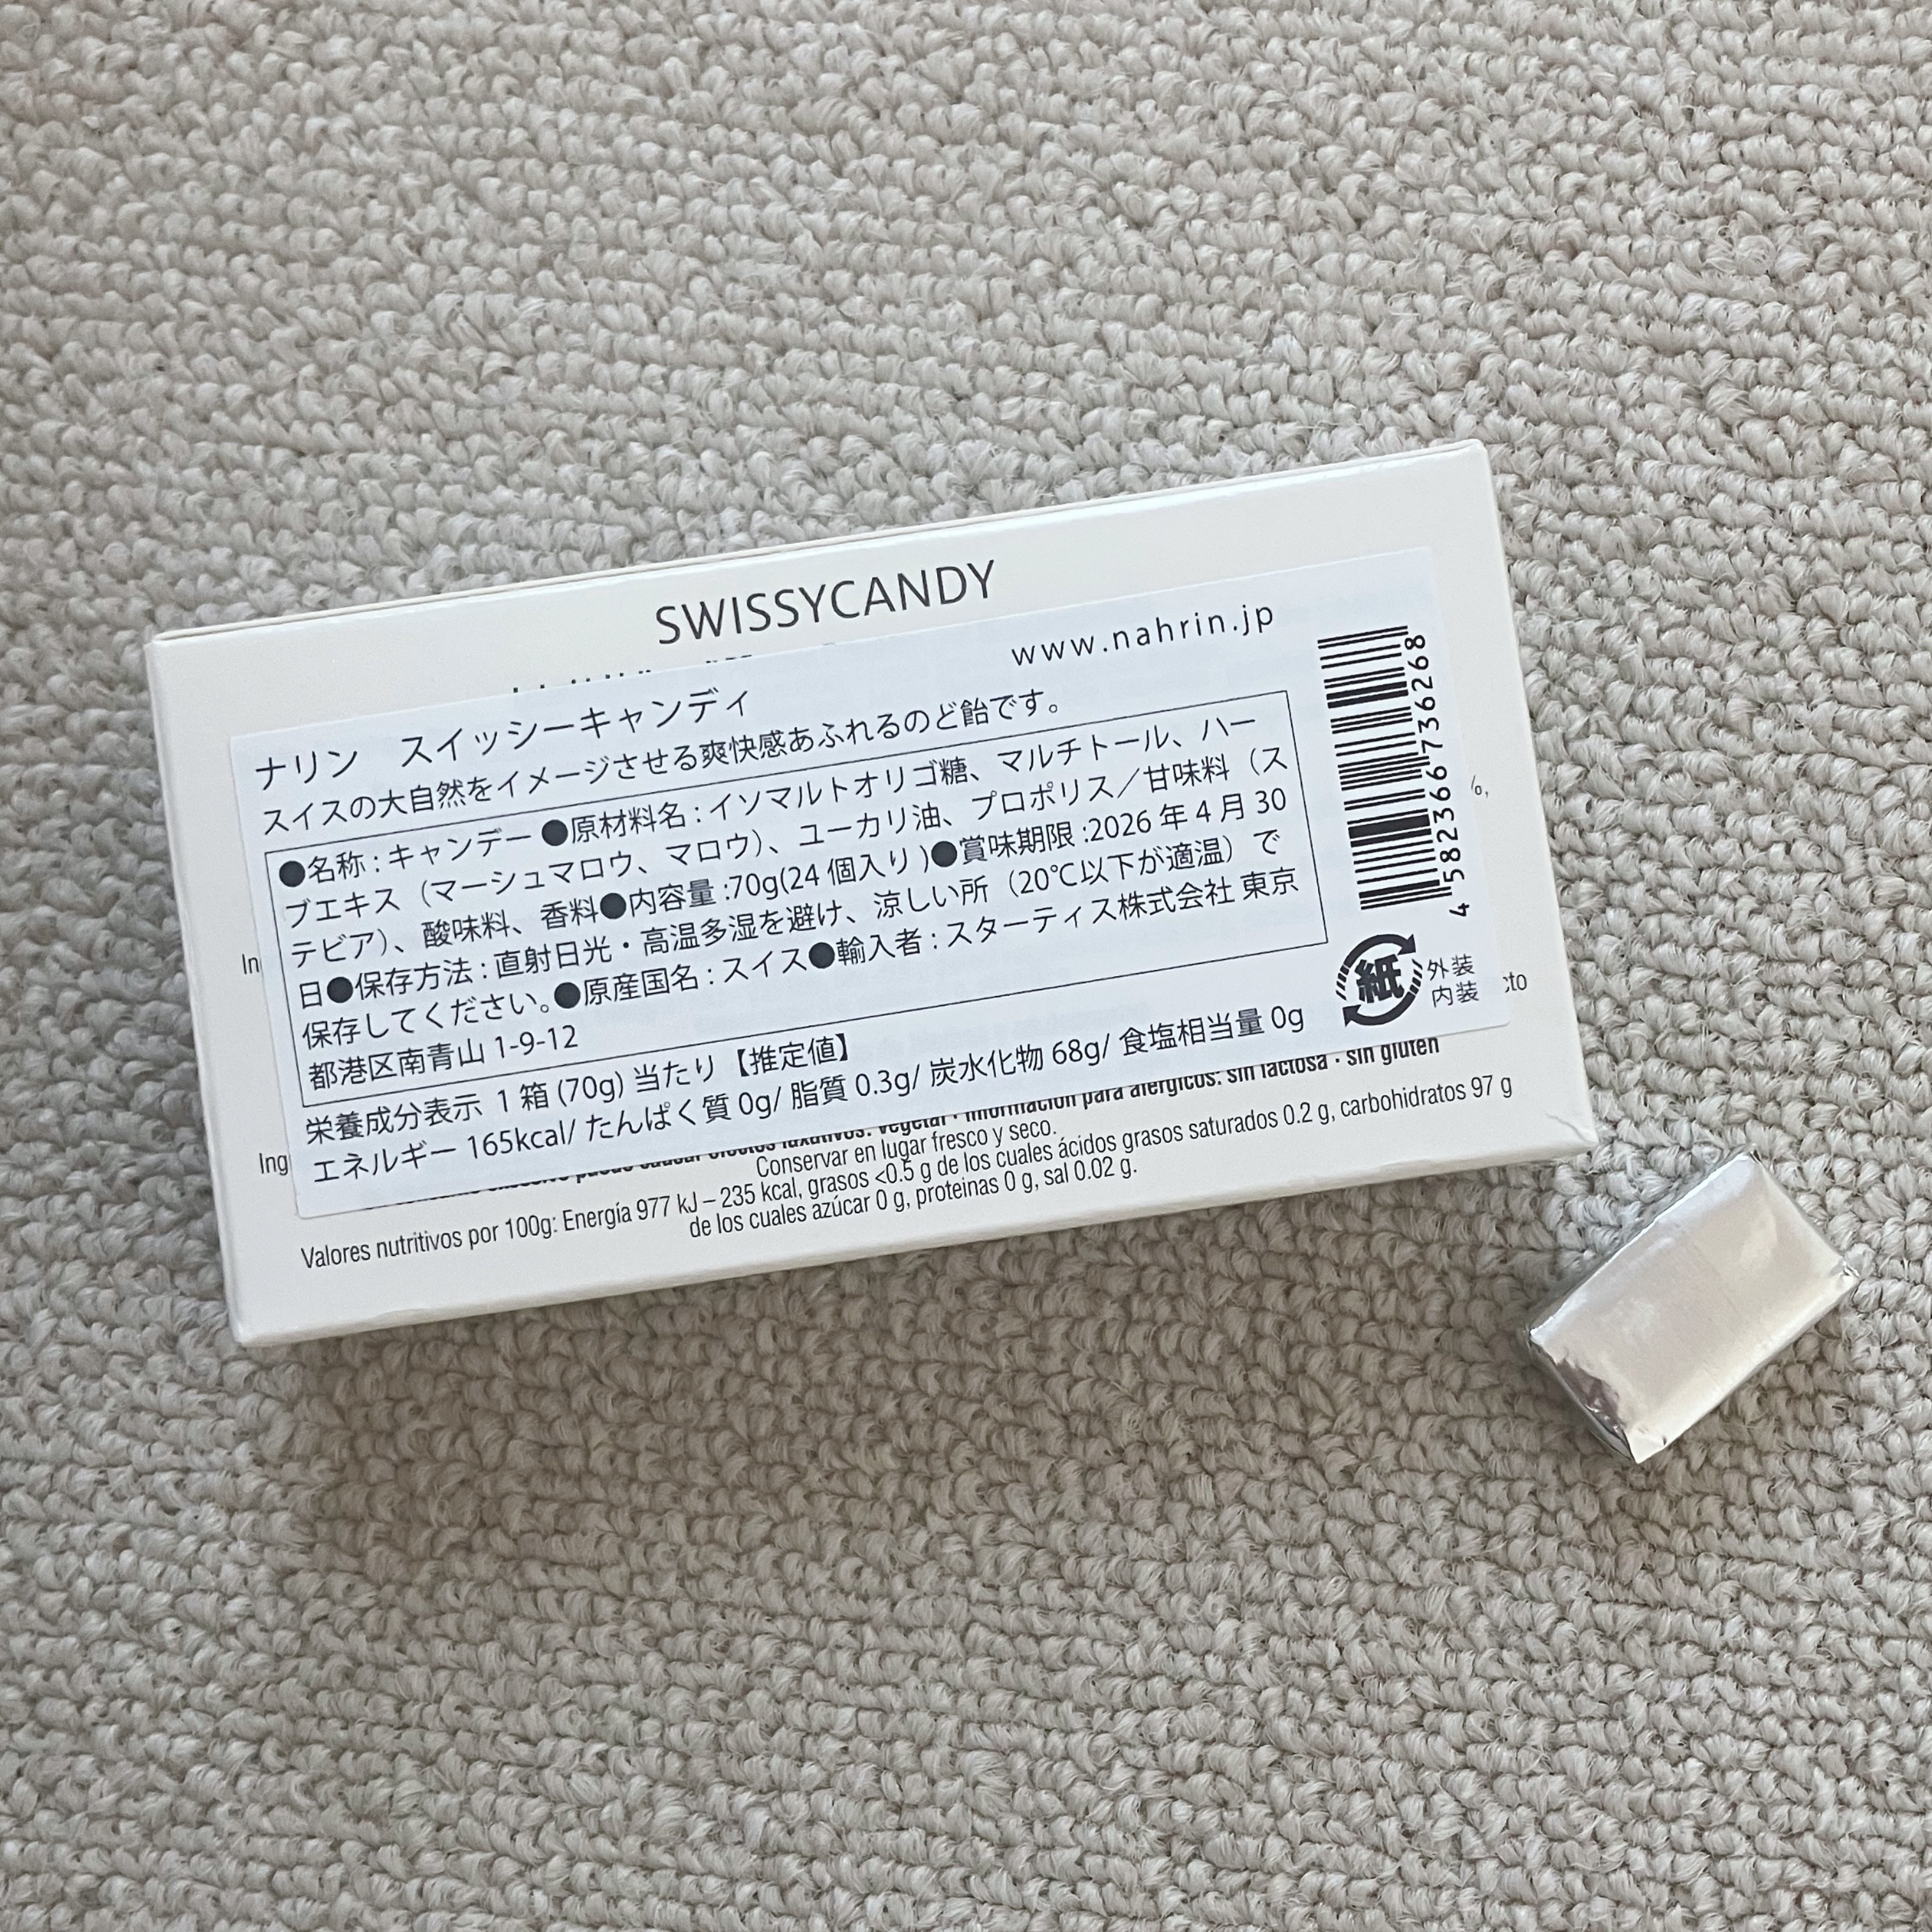 SWISSYCANDY
www.nahrin.jp
ナリン　スイッシーキャンディ
スイスの大自然をイメージさせる爽快感あふれるのど飴です。
●名称：キャンデー ●原材料名：イソマルトオリゴ糖、マルチトール、ハー
ブエキス（マーシュマロウ、マロウ）、ユーカリ油、プロポリス／甘味料（ス
テビア）、酸味料、香料●内容量:70g(24個入り)●賞味期限:2026年4月30
日●保存方法：直射日光・高温多湿を避け、涼しい所（20℃以下が適温）で
保存してください。●原産国名：スイス●輸入者：スターティス株式会社 東京
都港区南青山 1-9-12
栄養成分表示 1箱(70g)当たり【推定値】
エネルギー 165kcal/ たんぱく質 0g/ 脂質 0.3g/ 炭水化物 68g/ 食塩相当量 0g
4 582366 736268
紙
外装
内装
%,
In
cto
Ing
vegetal · Información para alérgicos: sin lactosa · sin gluten
Conservar en lugar fresco y seco.
Valores nutritivos por 100g: Energía 977 kJ – 235 kcal, grasos <0.5 g de los cuales ácidos grasos saturados 0.2 g, carbohidratos 97 g
de los cuales azúcar 0 g, proteinas 0 g, sal 0.02 g.